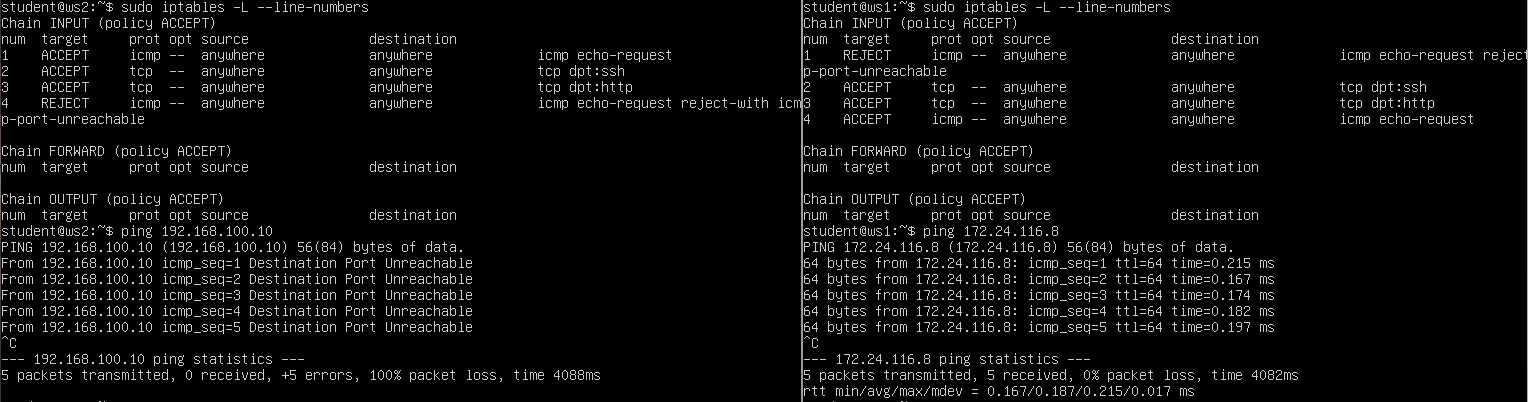 student@ws2:~$ sudo iptables -L --line-numbers
Chain INPUT (policy ACCEPT)
num  target     prot opt source               destination
1    ACCEPT     icmp --  anywhere             anywhere             icmp echo-request
2    ACCEPT     tcp  --  anywhere             anywhere             tcp dpt:ssh
3    ACCEPT     tcp  --  anywhere             anywhere             tcp dpt:http
4    REJECT     icmp --  anywhere             anywhere             icmp echo-request reject-with icm
p-port-unreachable
Chain FORWARD (policy ACCEPT)
num  target     prot opt source               destination
Chain OUTPUT (policy ACCEPT)
num  target     prot opt source               destination
student@ws2:~$ ping 192.168.100.10
PING 192.168.100.10 (192.168.100.10) 56(84) bytes of data.
From 192.168.100.10 icmp_seq=1 Destination Port Unreachable
From 192.168.100.10 icmp_seq=2 Destination Port Unreachable
From 192.168.100.10 icmp_seq=3 Destination Port Unreachable
From 192.168.100.10 icmp_seq=4 Destination Port Unreachable
From 192.168.100.10 icmp_seq=5 Destination Port Unreachable
^C
--- 192.168.100.10 ping statistics ---
5 packets transmitted, 0 received, +5 errors, 100% packet loss, time 4088ms
student@ws1:~$ sudo iptables -L --line-numbers
Chain INPUT (policy ACCEPT)
num  target     prot opt source               destination
1    REJECT     icmp --  anywhere             anywhere             icmp echo-request reject
p-port-unreachable
2    ACCEPT     tcp  --  anywhere             anywhere             tcp dpt:ssh
3    ACCEPT     tcp  --  anywhere             anywhere             tcp dpt:http
4    ACCEPT     icmp --  anywhere             anywhere             icmp echo-request
Chain FORWARD (policy ACCEPT)
num  target     prot opt source               destination
Chain OUTPUT (policy ACCEPT)
num  target     prot opt source               destination
student@ws1:~$ ping 172.24.116.8
PING 172.24.116.8 (172.24.116.8) 56(84) bytes of data.
64 bytes from 172.24.116.8: icmp_seq=1 ttl=64 time=0.215 ms
64 bytes from 172.24.116.8: icmp_seq=2 ttl=64 time=0.167 ms
64 bytes from 172.24.116.8: icmp_seq=3 ttl=64 time=0.174 ms
64 bytes from 172.24.116.8: icmp_seq=4 ttl=64 time=0.182 ms
64 bytes from 172.24.116.8: icmp_seq=5 ttl=64 time=0.197 ms
^C
--- 172.24.116.8 ping statistics ---
5 packets transmitted, 5 received, 0% packet loss, time 4082ms
rtt min/avg/max/mdev = 0.167/0.187/0.215/0.017 ms